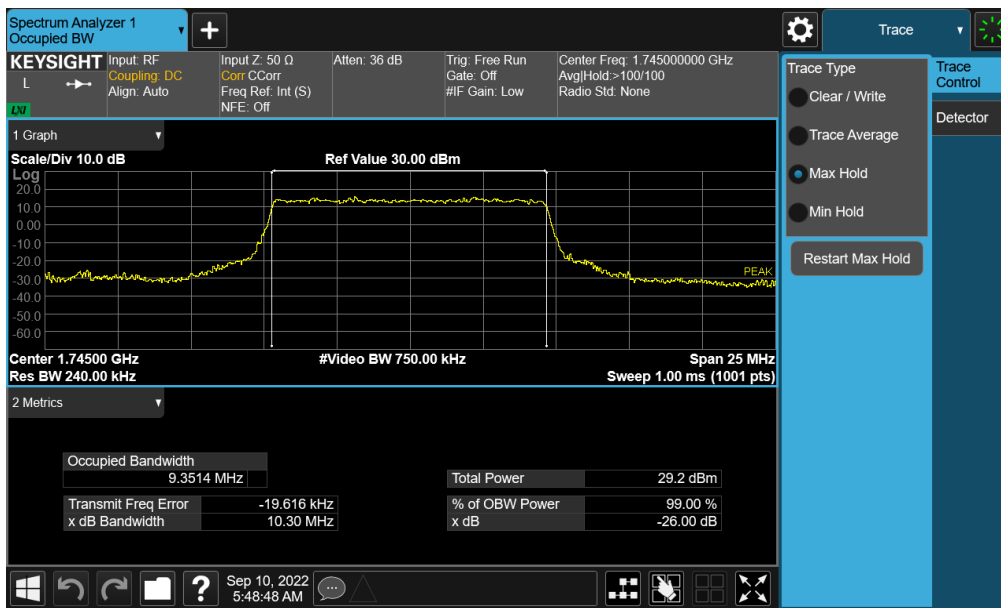 Spectrum Analyzer 1
Occupied BW
+
Trace
KEYSIGHT
L
LXI
Input: RF
Coupling: DC
Align: Auto
Input Z: 50 Ω
Corr CCorr
Freq Ref: Int (S)
NFE: Off
Atten: 36 dB
Trig: Free Run
Gate: Off
#IF Gain: Low
Center Freq: 1.745000000 GHz
Avg|Hold:>100/100
Radio Std: None
Trace Type
Clear / Write
Trace Average
Max Hold
Min Hold
Restart Max Hold
Trace
Control
Detector
1 Graph
Scale/Div 10.0 dB
Ref Value 30.00 dBm
Log
20.0
10.0
0.00
-10.0
-20.0
-30.0
-40.0
-50.0
-60.0
PEAK
Center 1.74500 GHz
#Video BW 750.00 kHz
Span 25 MHz
Res BW 240.00 kHz
Sweep 1.00 ms (1001 pts)
2 Metrics
Occupied Bandwidth
9.3514 MHz
Total Power 29.2 dBm
Transmit Freq Error -19.616 kHz
% of OBW Power 99.00 %
x dB Bandwidth 10.30 MHz
x dB -26.00 dB
?
Sep 10, 2022
5:48:48 AM